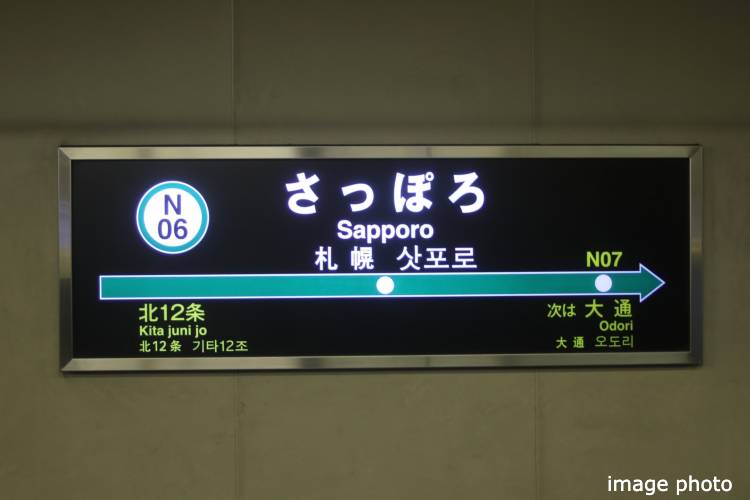 N
06
さっぽろ
Sapporo
札幌 삿포로
N07
北12条
Kita juni jo
北12条 기타12조
次は 大通
Odori
大通 오도리
image photo